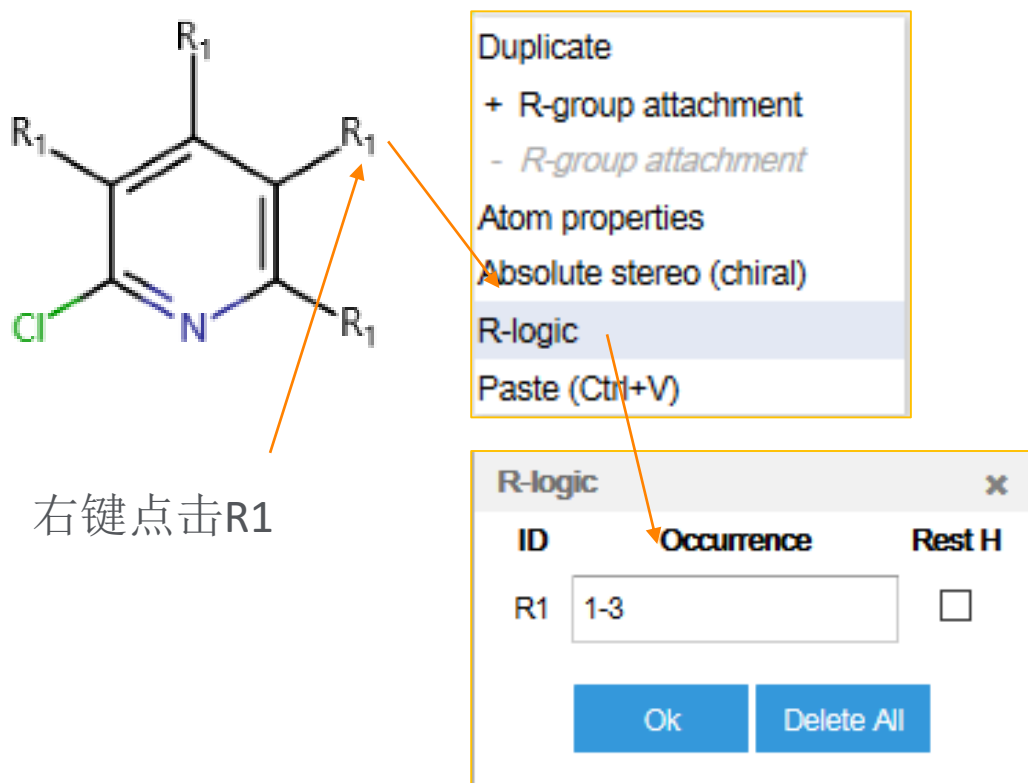 R1
R1
R1
Cl
N
R1
右键点击R1
Duplicate
+ R-group attachment
- R-group attachment
Atom properties
Absolute stereo (chiral)
R-logic
Paste (Ctrl+V)
R-logic ×
ID Occurrence Rest H
R1 1-3
Ok Delete All